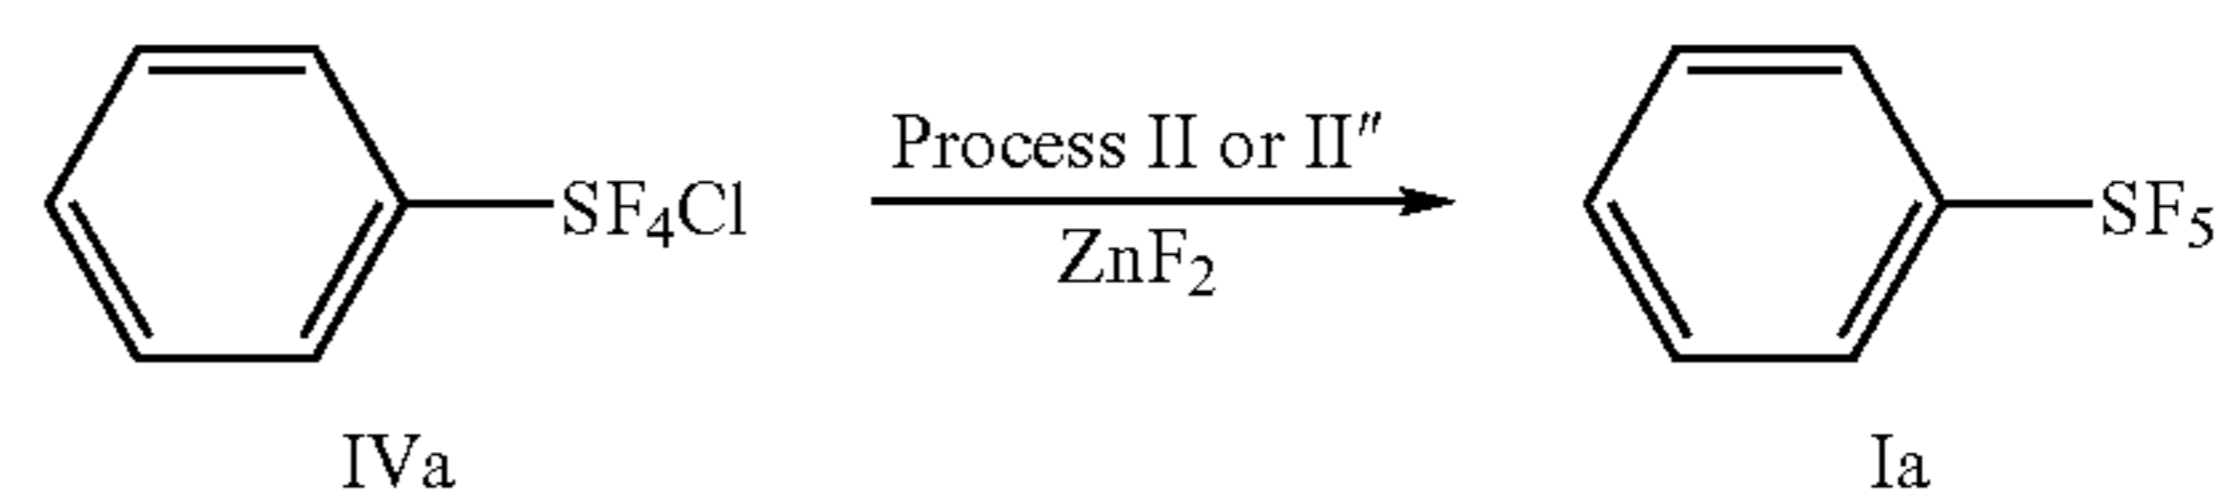 Process II or II″
SF₄Cl
SF₅
ZnF₂
IVa
Ia